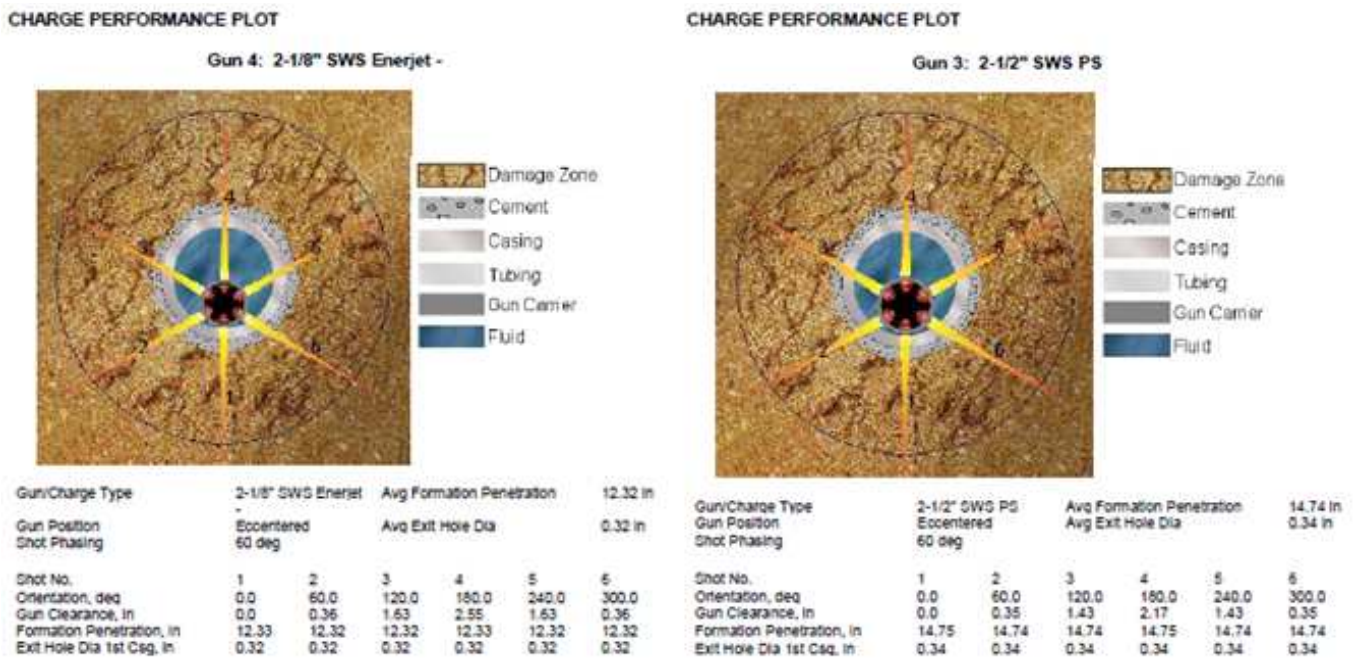 CHARGE PERFORMANCE PLOT
Gun 4: 2-1/8" SWS Enerjet -
4
3
5
2
6
1
Damage Zone
Cement
Casing
Tubing
Gun Carrier
Fluid
Gun/Charge Type 2-1/8" SWS Enerjet Avg Formation Penetration 12.32 in
-
Gun Position Eccentered Avg Exit Hole Dia 0.32 in
Shot Phasing 60 deg
Shot No. 1 2 3 4 5 6
Orientation, deg 0.0 60.0 120.0 180.0 240.0 300.0
Gun Clearance, in 0.0 0.36 1.63 2.55 1.63 0.36
Formation Penetration, in 12.33 12.32 12.32 12.33 12.32 12.32
Exit Hole Dia 1st Csg, in 0.32 0.32 0.32 0.32 0.32 0.32
CHARGE PERFORMANCE PLOT
Gun 3: 2-1/2" SWS PS
4
3
5
2
6
1
Damage Zone
Cement
Casing
Tubing
Gun Carrier
Fluid
Gun/Charge Type 2-1/2" SWS PS Avg Formation Penetration 14.74 in
Gun Position Eccentered Avg Exit Hole Dia 0.34 in
Shot Phasing 60 deg
Shot No. 1 2 3 4 5 6
Orientation, deg 0.0 60.0 120.0 180.0 240.0 300.0
Gun Clearance, in 0.0 0.35 1.43 2.17 1.43 0.35
Formation Penetration, in 14.75 14.74 14.74 14.75 14.74 14.74
Exit Hole Dia 1st Csg, in 0.34 0.34 0.34 0.34 0.34 0.34